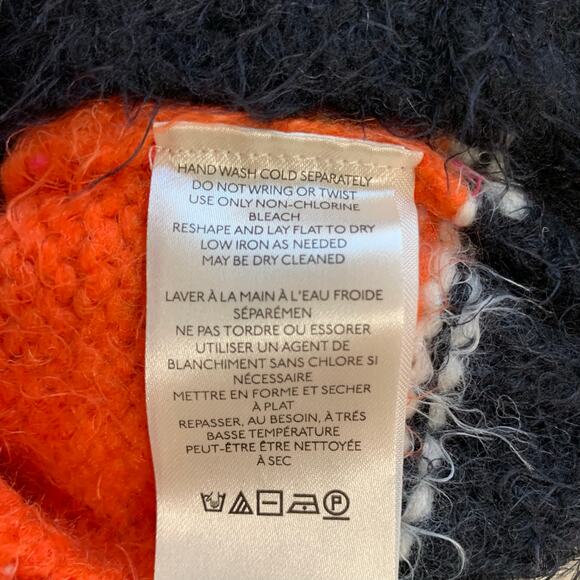 HAND WASH COLD SEPARATELY
DO NOT WRING OR TWIST
USE ONLY NON-CHLORINE
BLEACH
RESHAPE AND LAY FLAT TO DRY
LOW IRON AS NEEDED
MAY BE DRY CLEANED
LAVER À LA MAIN À L'EAU FROIDE
SÉPARÉMEN
NE PAS TORDRE OU ESSORER
UTILISER UN AGENT DE
BLANCHIMENT SANS CHLORE SI
NÉCESSAIRE
METTRE EN FORME ET SECHER
À PLAT
REPASSER, AU BESOIN, À TRÉS
BASSE TEMPÉRATURE
PEUT-ÊTRE ÊTRE NETTOYÉE
À SEC
P